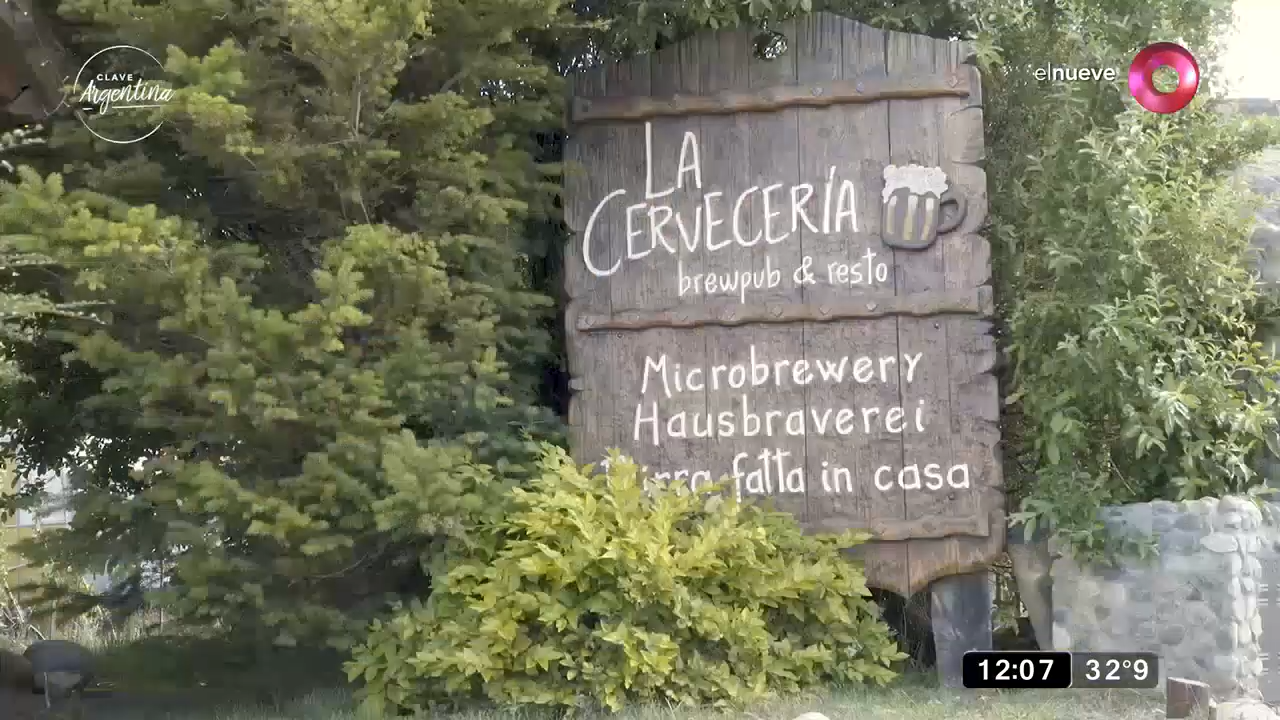 CLAVE
Argentina
elnueve
LA
CERVECERÍA
brewpub & resto
Microbrewery
Hausbraverei
fatta in casa
12:07 32°9